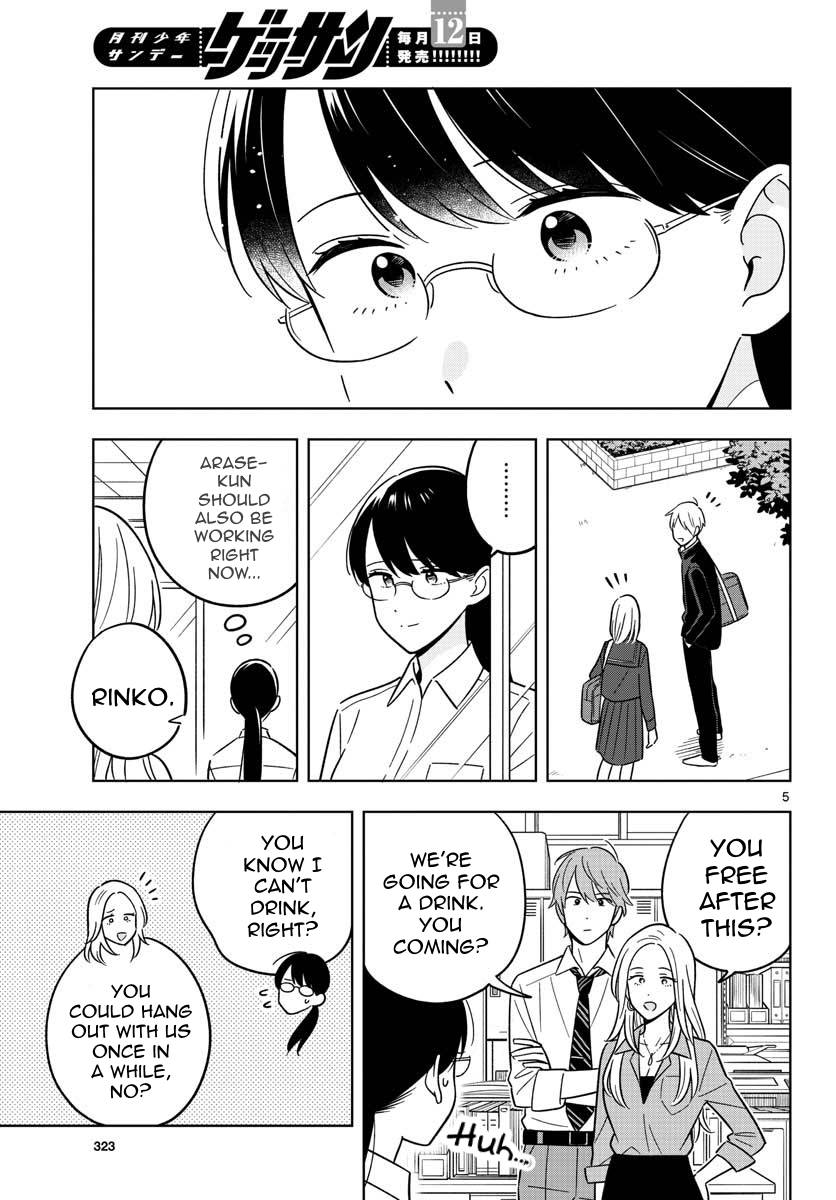 月刊少年
サンデー
ゲッサン
毎月12日
発売!!!!!!!!!
.........
ARASE-
KUN
SHOULD
ALSO BE
WORKING
RIGHT
NOW...
RINKO.
5
YOU
FREE
AFTER
THIS?
WE'RE
GOING FOR
A DRINK.
YOU
COMING?
Huh...
YOU
KNOW I
CAN'T
DRINK,
RIGHT?
YOU
COULD HANG
OUT WITH US
ONCE IN
A WHILE,
NO?
323